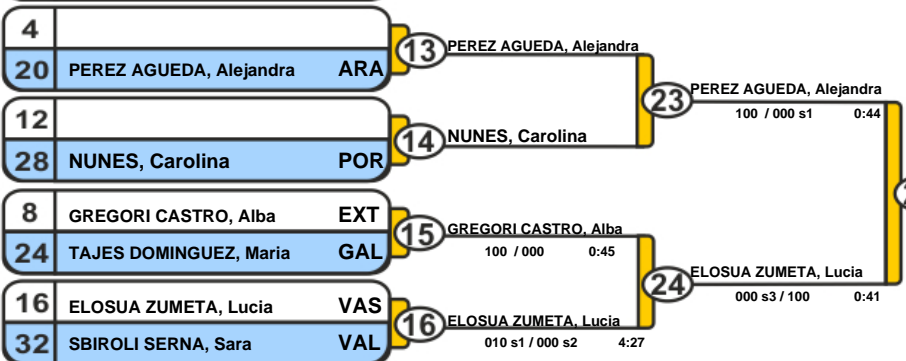 4
20 PEREZ AGUEDA, Alejandra ARA
13 PEREZ AGUEDA, Alejandra
12
28 NUNES, Carolina POR
14 NUNES, Carolina
23 PEREZ AGUEDA, Alejandra
100 / 000 s1 0:44
8 GREGORI CASTRO, Alba EXT
24 TAJES DOMINGUEZ, Maria GAL
15 GREGORI CASTRO, Alba
100 / 000 0:45
16 ELOSUA ZUMETA, Lucia VAS
32 SBIROLI SERNA, Sara VAL
16 ELOSUA ZUMETA, Lucia
010 s1 / 000 s2 4:27
24 ELOSUA ZUMETA, Lucia
000 s3 / 100 0:41